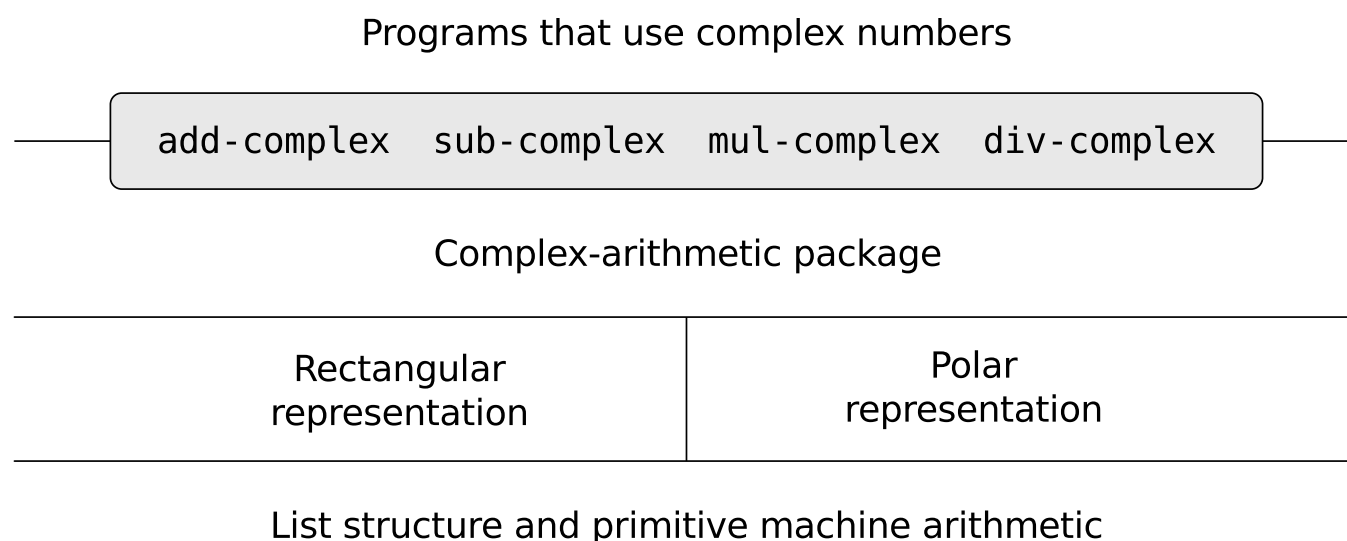 Programs that use complex numbers
add-complex sub-complex mul-complex div-complex
Complex-arithmetic package
Rectangular
representation
Polar
representation
List structure and primitive machine arithmetic